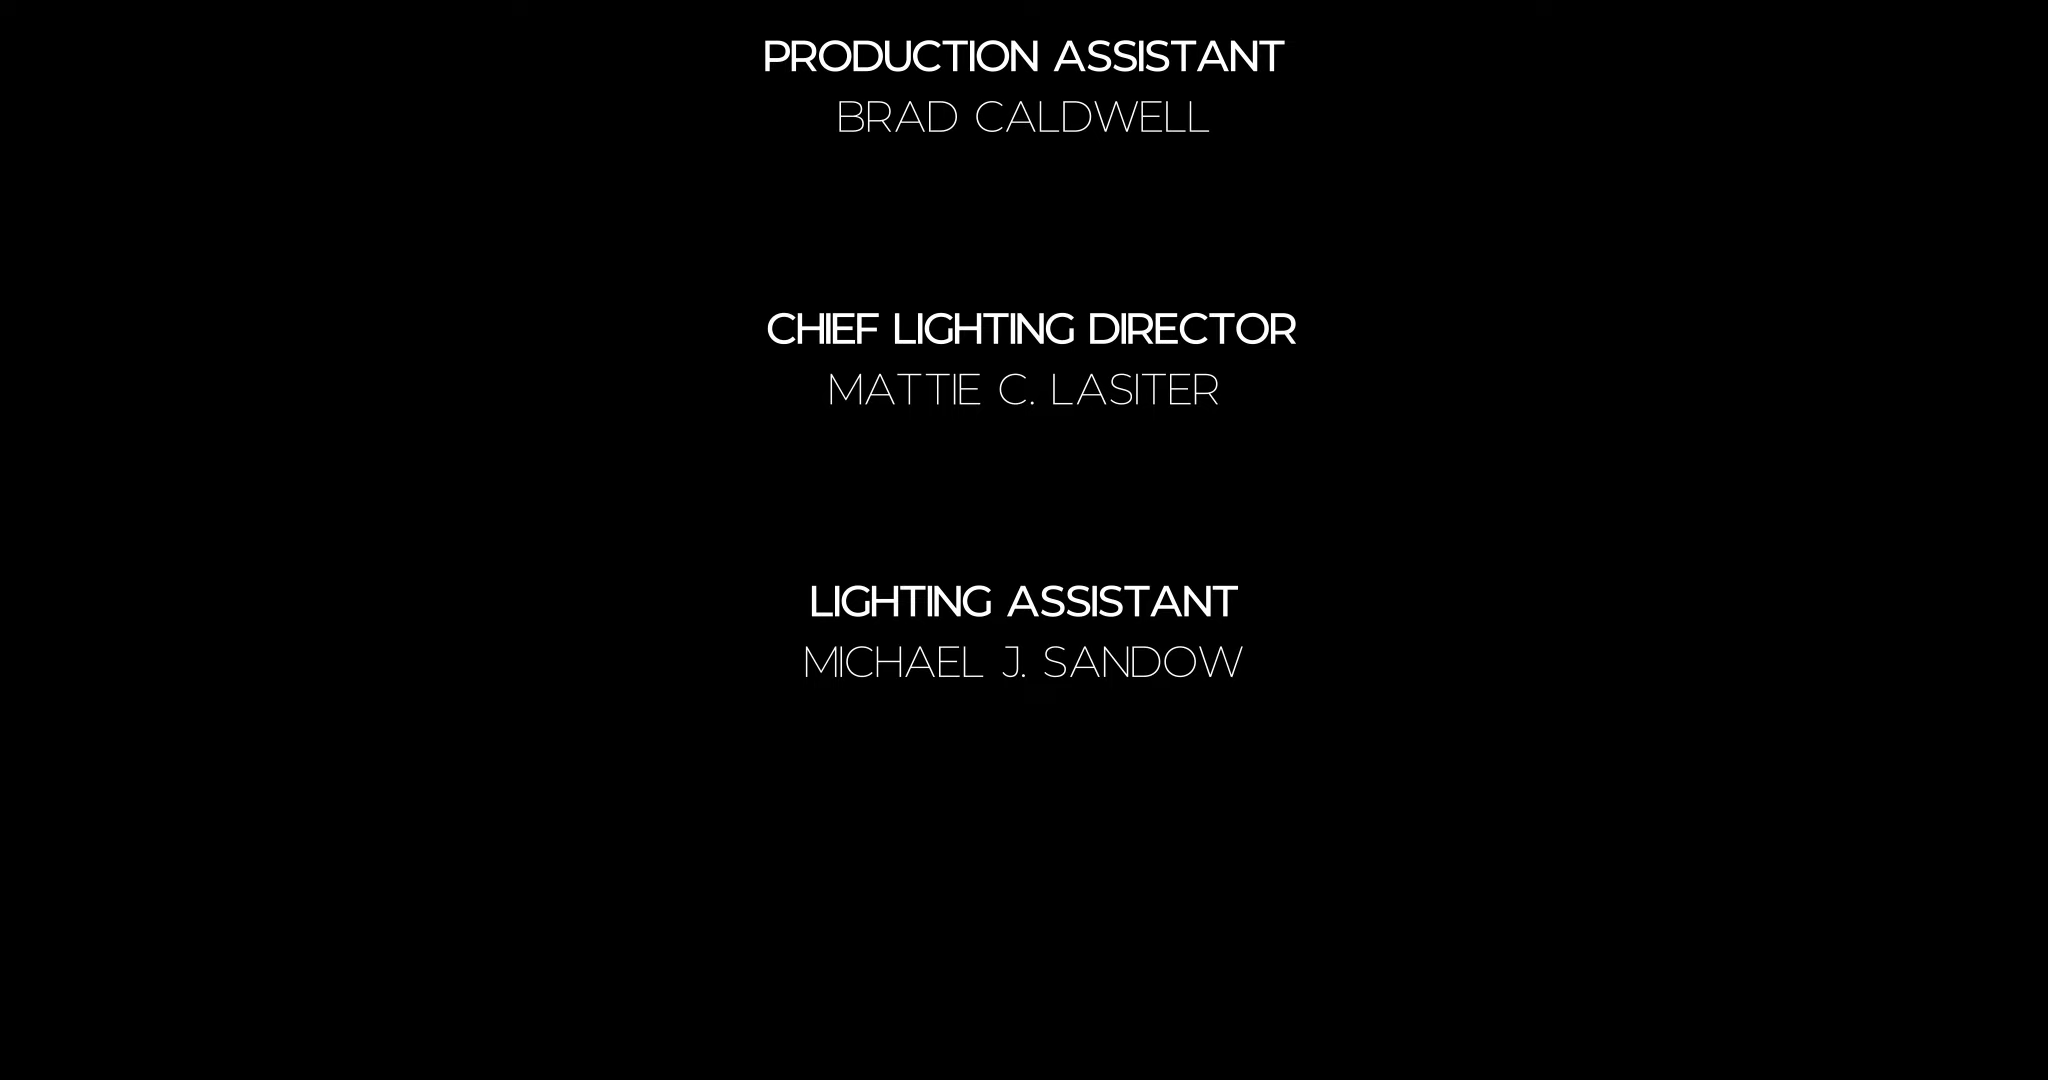 PRODUCTION ASSISTANT
BRAD CALDWELL
CHIEF LIGHTING DIRECTOR
MATTIE C. LASITER
LIGHTING ASSISTANT
MICHAEL J. SANDOW